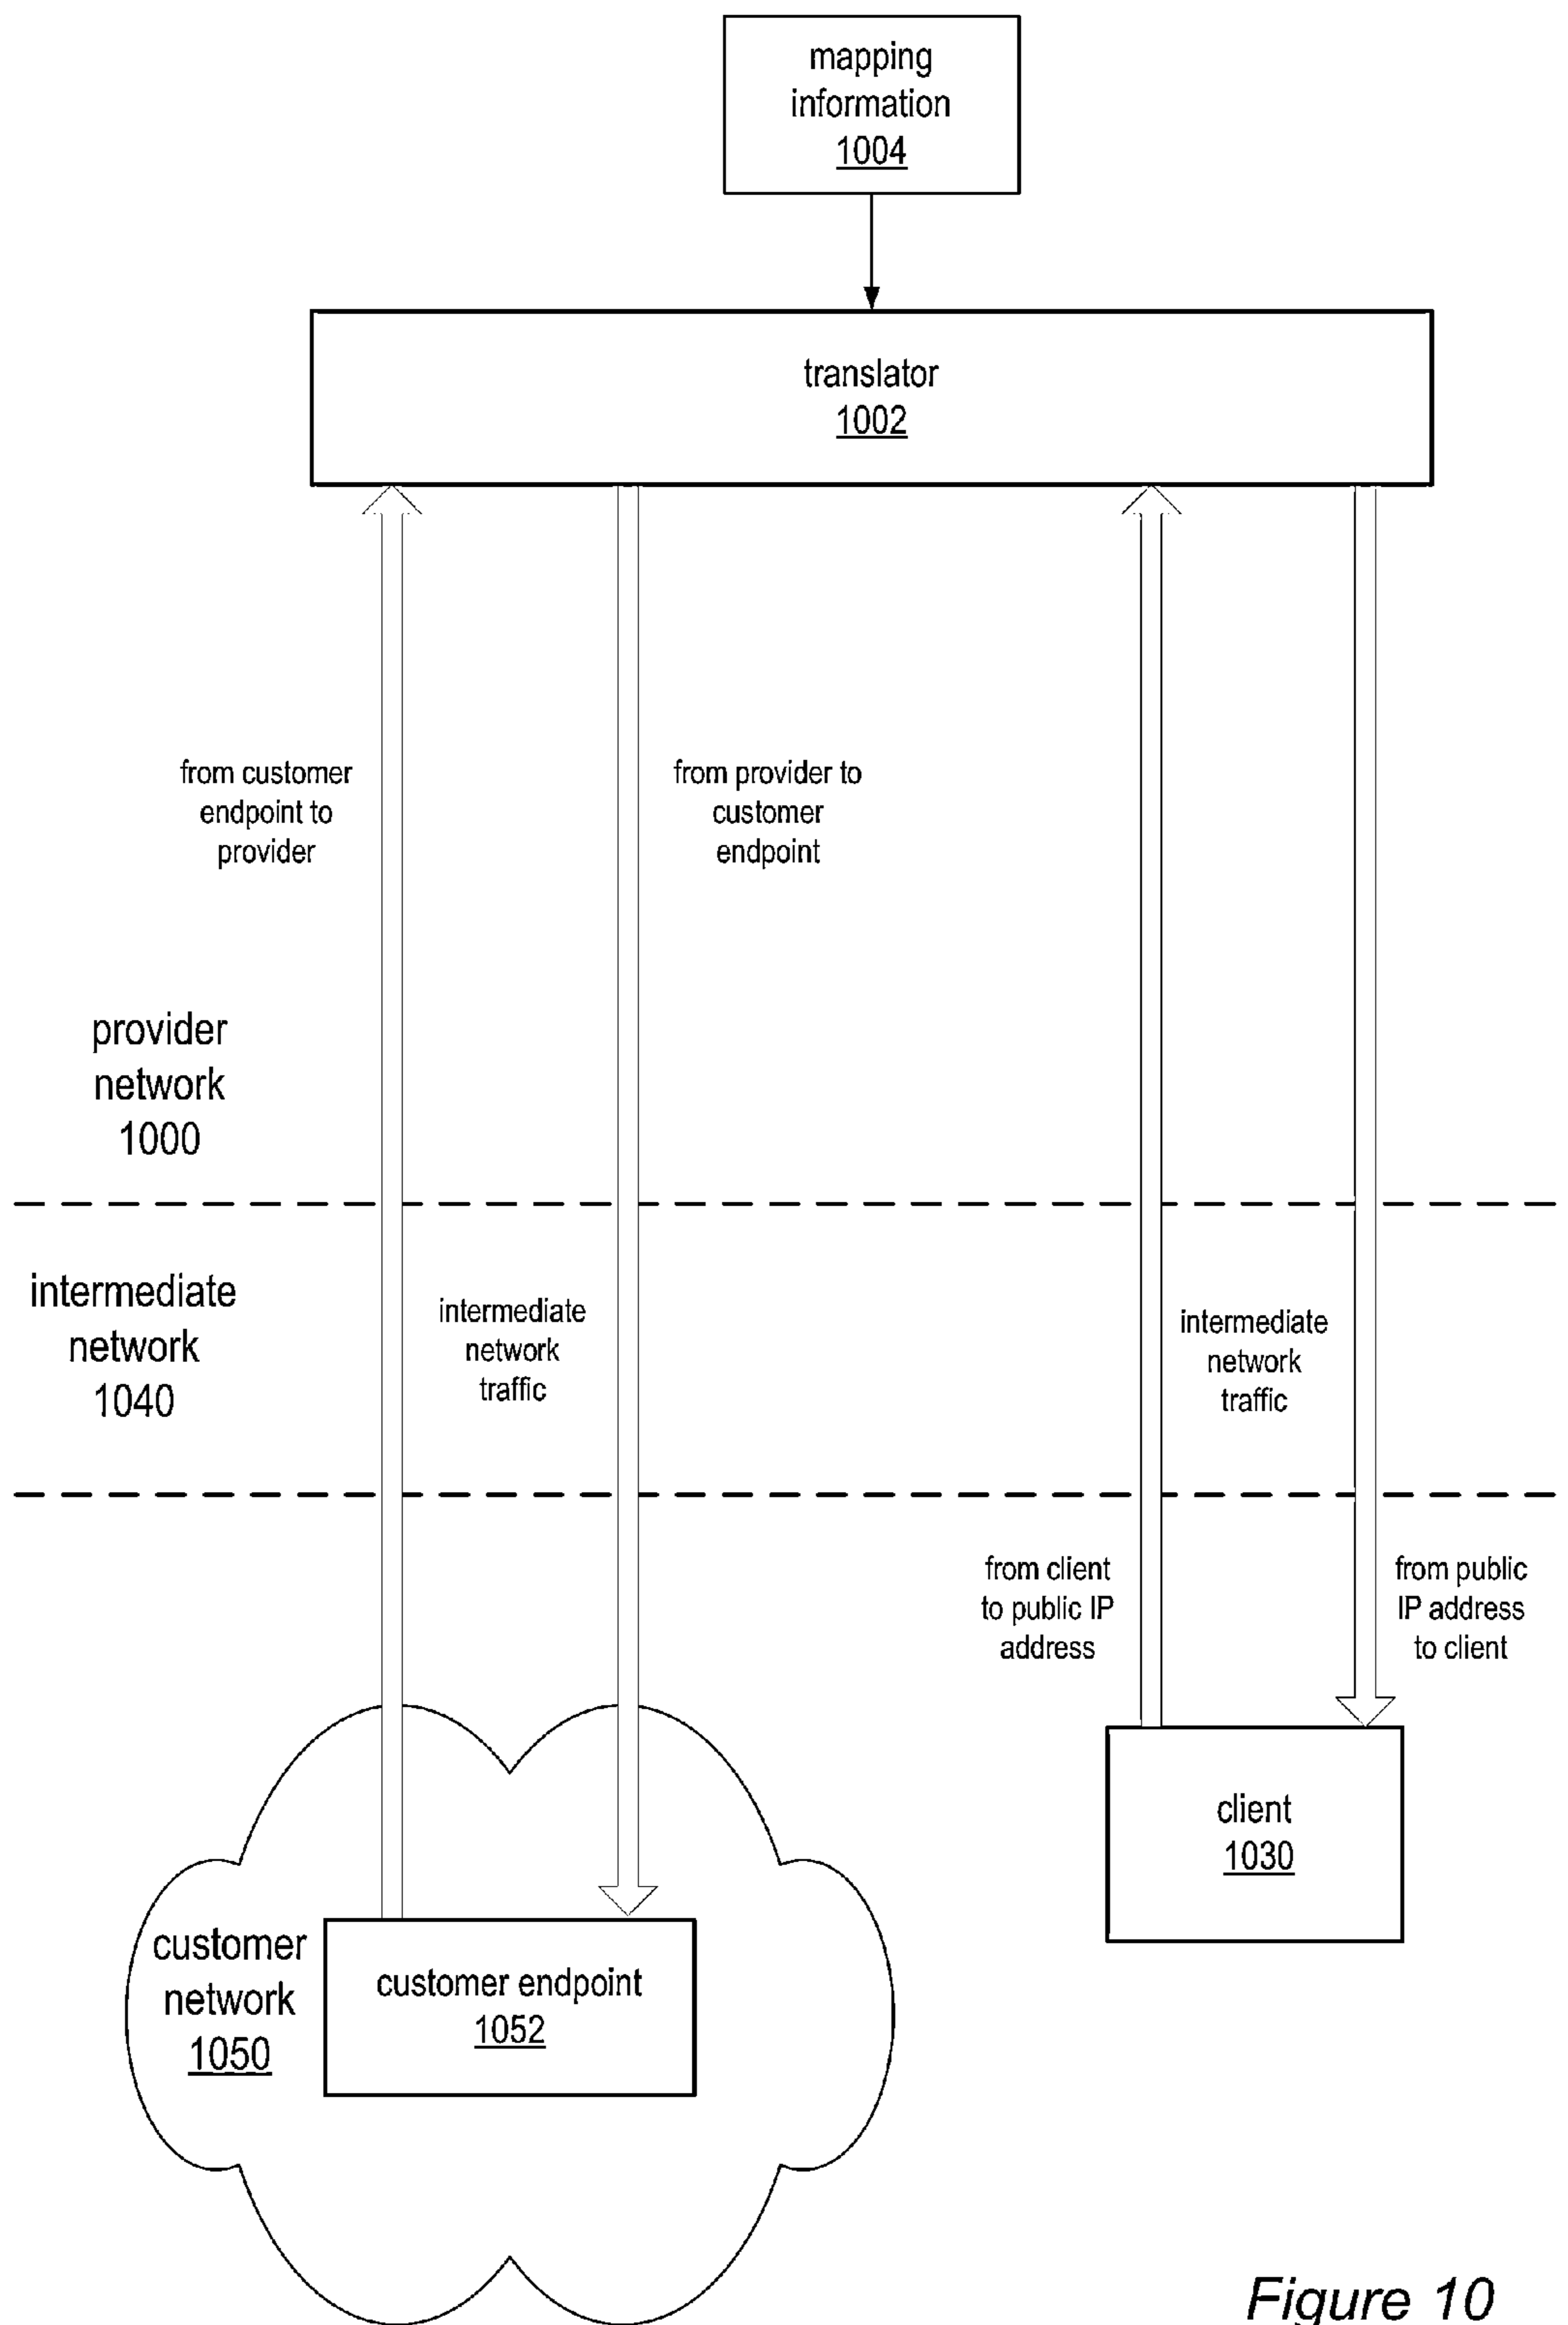 mapping
information
1004
translator
1002
from customer
endpoint to
provider
from provider to
customer
endpoint
provider
network
1000
intermediate
network
1040
intermediate
network
traffic
intermediate
network
traffic
from client
to public IP
address
from public
IP address
to client
client
1030
customer
network
1050
customer endpoint
1052
Figure 10